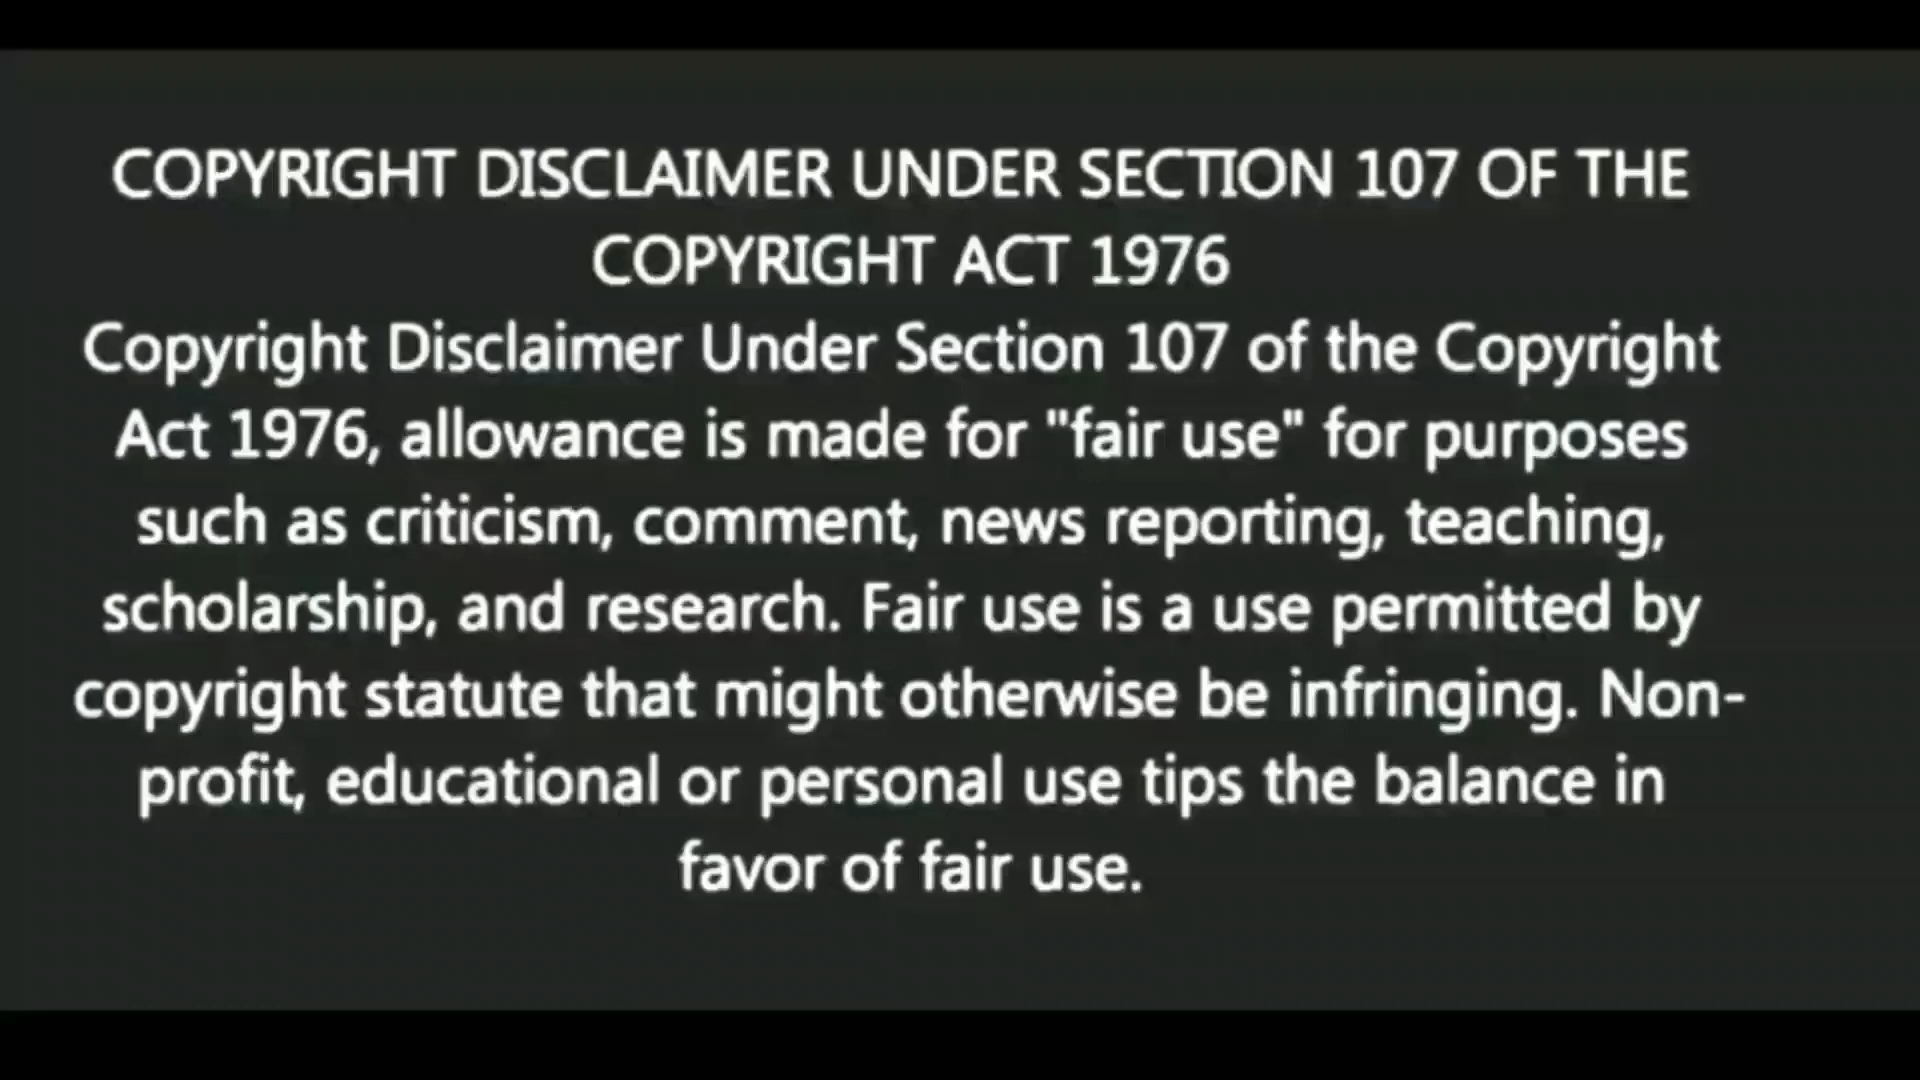 COPYRIGHT DISCLAIMER UNDER SECTION 107 OF THE
COPYRIGHT ACT 1976
Copyright Disclaimer Under Section 107 of the Copyright
Act 1976, allowance is made for "fair use" for purposes
such as criticism, comment, news reporting, teaching,
scholarship, and research. Fair use is a use permitted by
copyright statute that might otherwise be infringing. Non-
profit, educational or personal use tips the balance in
favor of fair use.